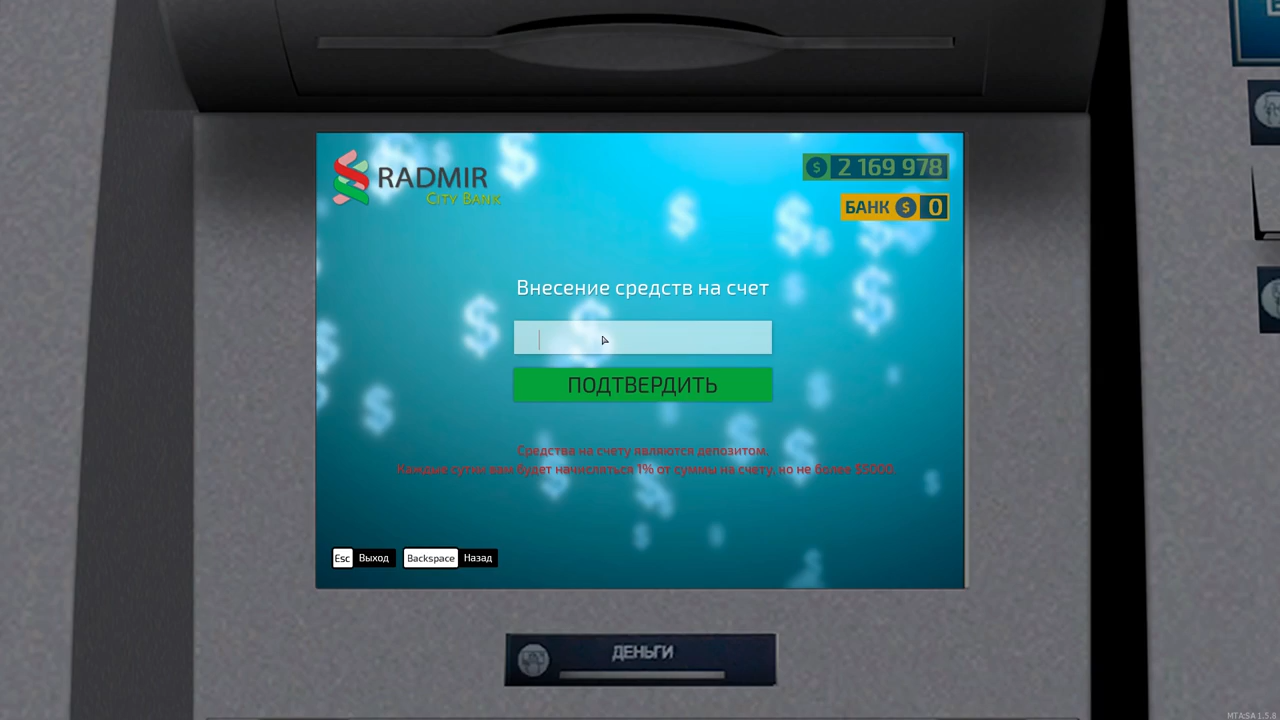 RADMIR
CITY BANK
$ 2 169 978
БАНК $ 0
Внесение средств на счет
ПОДТВЕРДИТЬ
Средства на счету являются депозитом.
Каждые сутки вам будет начисляться 1% от суммы на счету, но не более $5000.
Esc Выход Backspace Назад
ДЕНЬГИ
MTA:SA 1.5.8